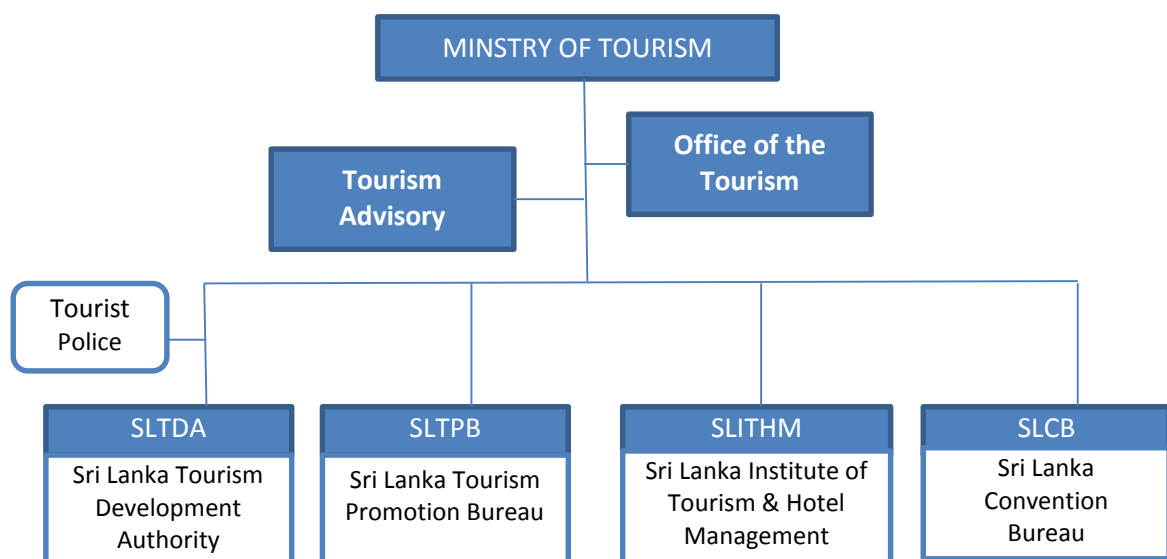 MINSTRY OF TOURISM
Office of the
Tourism
Tourism
Advisory
Tourist
Police
SLTDA
Sri Lanka Tourism
Development
Authority
SLTPB
Sri Lanka Tourism
Promotion Bureau
SLITHM
Sri Lanka Institute of
Tourism & Hotel
Management
SLCB
Sri Lanka
Convention
Bureau